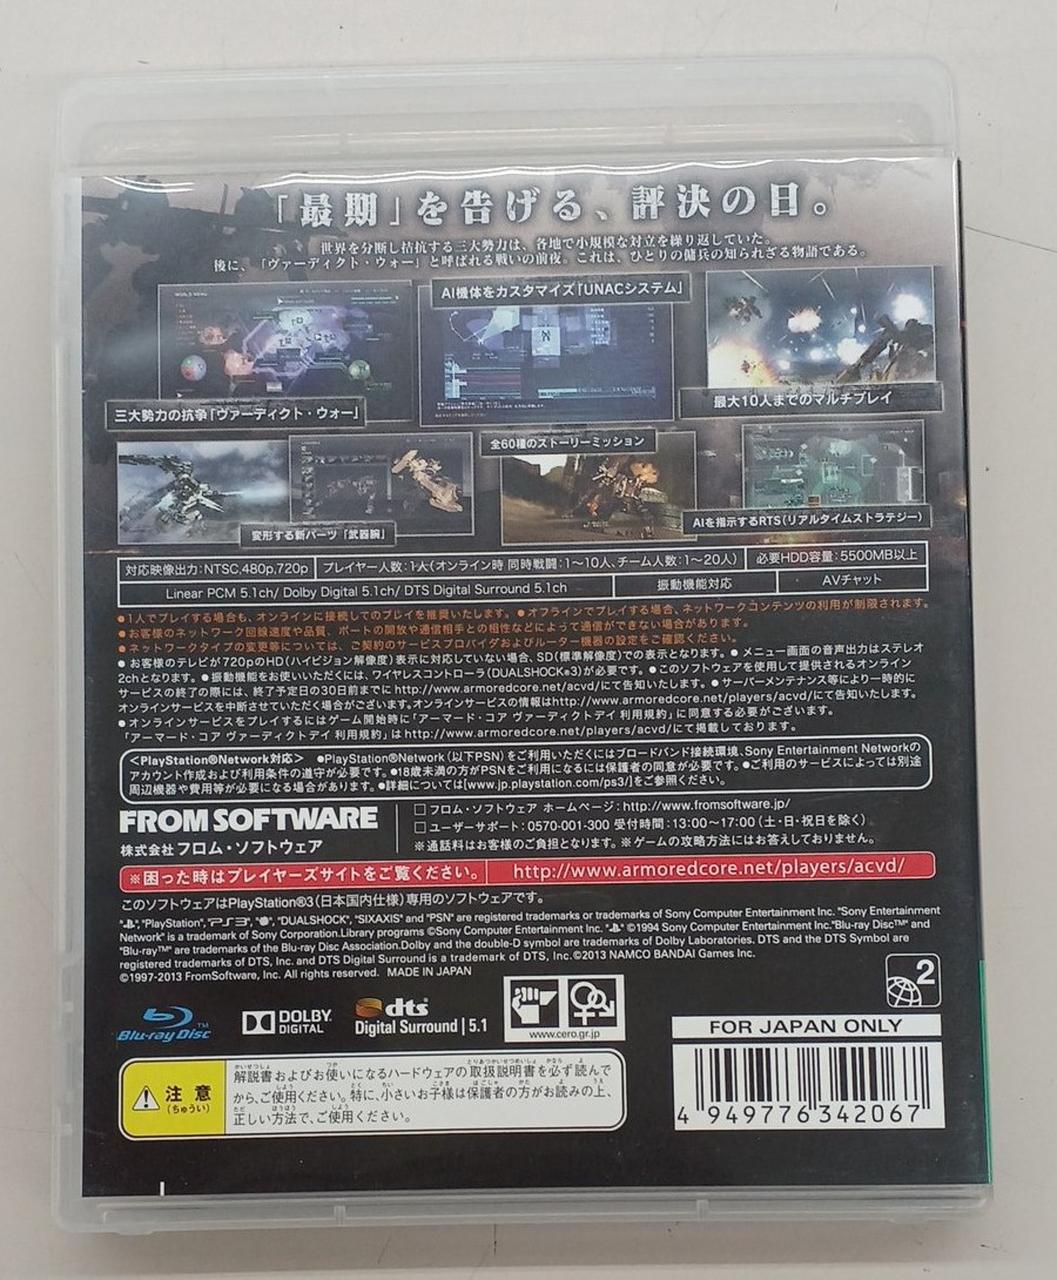 「最期」を告げる、評決の日。
世界を分断し拮抗する三大勢力は、各地で小規模な対立を繰り返していた。
後に、「ヴァーディクト・ウォー」と呼ばれる戦いの前夜。これは、ひとりの傭兵の知られざる物語である。
AI機体をカスタマイズ「UNACシステム」
三大勢力の抗争「ヴァーディクト・ウォー」
最大10人までのマルチプレイ
全60種のストーリーミッション
変形する新パーツ「武器腕」
AIを指示するRTS(リアルタイムストラテジー)
対応映像出力:NTSC,480p,720p
プレイヤー人数:1人(オンライン時 同時戦闘:1〜10人、チーム人数:1〜20人)
必要HDD容量:5500MB以上
Linear PCM 5.1ch/ Dolby Digital 5.1ch/ DTS Digital Surround 5.1ch
振動機能対応
AVチャット
●1人でプレイする場合も、オンラインに接続してのプレイを推奨いたします。●オフラインでプレイする場合、ネットワークコンテンツの利用が制限されます。
●お客様のネットワーク回線速度や品質、ポートの開放や通信相手との相性などによって通信ができない場合があります。
●ネットワークタイプの変更等については、ご契約のサービスプロバイダおよびルーター機器の設定をご確認ください。
●お客様のテレビが720pのHD(ハイビジョン解像度)表示に対応していない場合、SD(標準解像度)での表示となります。●メニュー画面の音声出力はステレオ
2chとなります。●振動機能をお使いいただくには、ワイヤレスコントローラ(DUALSHOCK®3)が必要です。●このソフトウェアを使用して提供されるオンライン
サービスの終了の際には、終了予定日の30日前までにhttp://www.armoredcore.net/acvd/にて告知いたします。●サーバーメンテナンス等により一時的に
オンラインサービスを中断させていただく場合がございます。オンラインサービスの情報はhttp://www.armoredcore.net/players/acvd/にて告知いたします。
●オンラインサービスをプレイするにはゲーム開始時に「アーマード・コア ヴァーディクトデイ 利用規約」に同意する必要がございます。
「アーマード・コア ヴァーディクトデイ 利用規約」はhttp://www.armoredcore.net/players/acvd/にて掲載しております。
＜PlayStation®Network対応＞ ●PlayStation®Network(以下PSN)をご利用いただくにはブロードバンド接続環境、Sony Entertainment Networkの
アカウント作成および利用条件の遵守が必要です。●18歳未満の方がPSNをご利用になるには保護者の同意が必要です。●ご利用のサービスによっては別途
周辺機器や費用等が必要になる場合があります。●詳細については[www.jp.playstation.com/ps3/]をご参照ください。
FROM SOFTWARE
株式会社フロム・ソフトウェア
□フロム・ソフトウェア ホームページ:http://www.fromsoftware.jp/
□ユーザーサポート:0570-001-300 受付時間:13:00〜17:00(土・日・祝日を除く)
※通話料はお客様のご負担となります。※ゲームの攻略方法にはお答えしておりません。
※困った時はプレイヤーズサイトをご覧ください。
http://www.armoredcore.net/players/acvd/
このソフトウェアはPlayStation®3(日本国内仕様)専用のソフトウェアです。
"PlayStation", "PS3", "DUALSHOCK", "SIXAXIS" and "PSN" are registered trademarks or trademarks of Sony Computer Entertainment Inc. "Sony Entertainment
Network" is a trademark of Sony Corporation.Library programs ©Sony Computer Entertainment Inc. ©1994 Sony Computer Entertainment Inc."Blu-ray Disc™" and
"Blu-ray™" are trademarks of the Blu-ray Disc Association.Dolby and the double-D symbol are trademarks of Dolby Laboratories. DTS and the DTS Symbol are
registered trademarks of DTS, Inc. and DTS Digital Surround is a trademark of DTS, Inc.©2013 NAMCO BANDAI Games Inc.
©1997-2013 FromSoftware, Inc. All rights reserved. MADE IN JAPAN
2
Blu-ray Disc™
DOLBY
DIGITAL
dts
Digital Surround | 5.1
www.cero.gr.jp
FOR JAPAN ONLY
注意
(ちゅうい)
解説書およびお使いになるハードウェアの取扱説明書を必ず読んで
から、ご使用ください。特に、小さいお子様は保護者の方がお読みの上、
正しい方法で、ご使用ください。
4 949776 342067